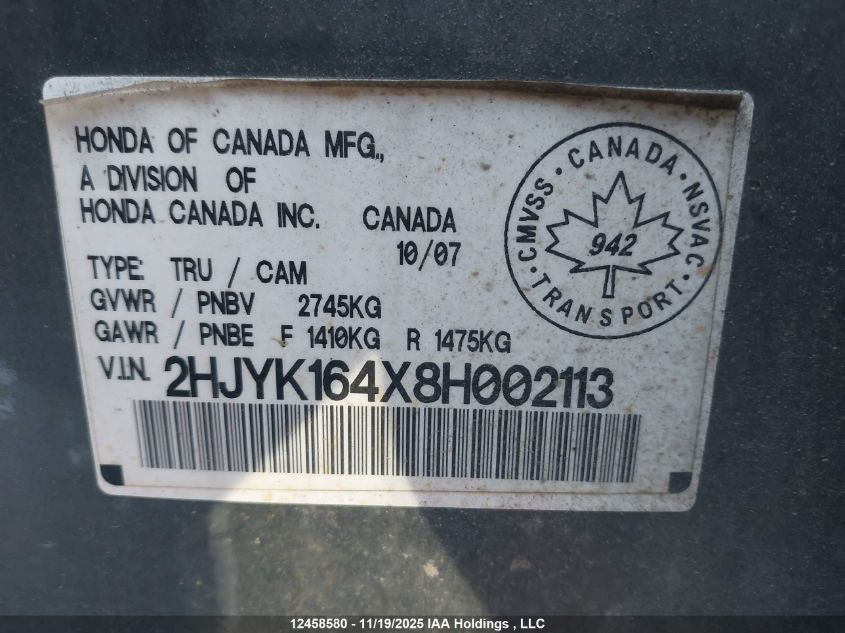 HONDA OF CANADA MFG.,
A DIVISION OF
HONDA CANADA INC. CANADA
10/07
TYPE: TRU / CAM
GVWR / PNBV 2745KG
GAWR / PNBE F 1410KG R 1475KG
V.I.N. 2HJYK164X8H002113
CMVSS · CANADA · NSVAC · TRANSPORT ·
942
12458580 - 11/19/2025 IAA Holdings , LLC